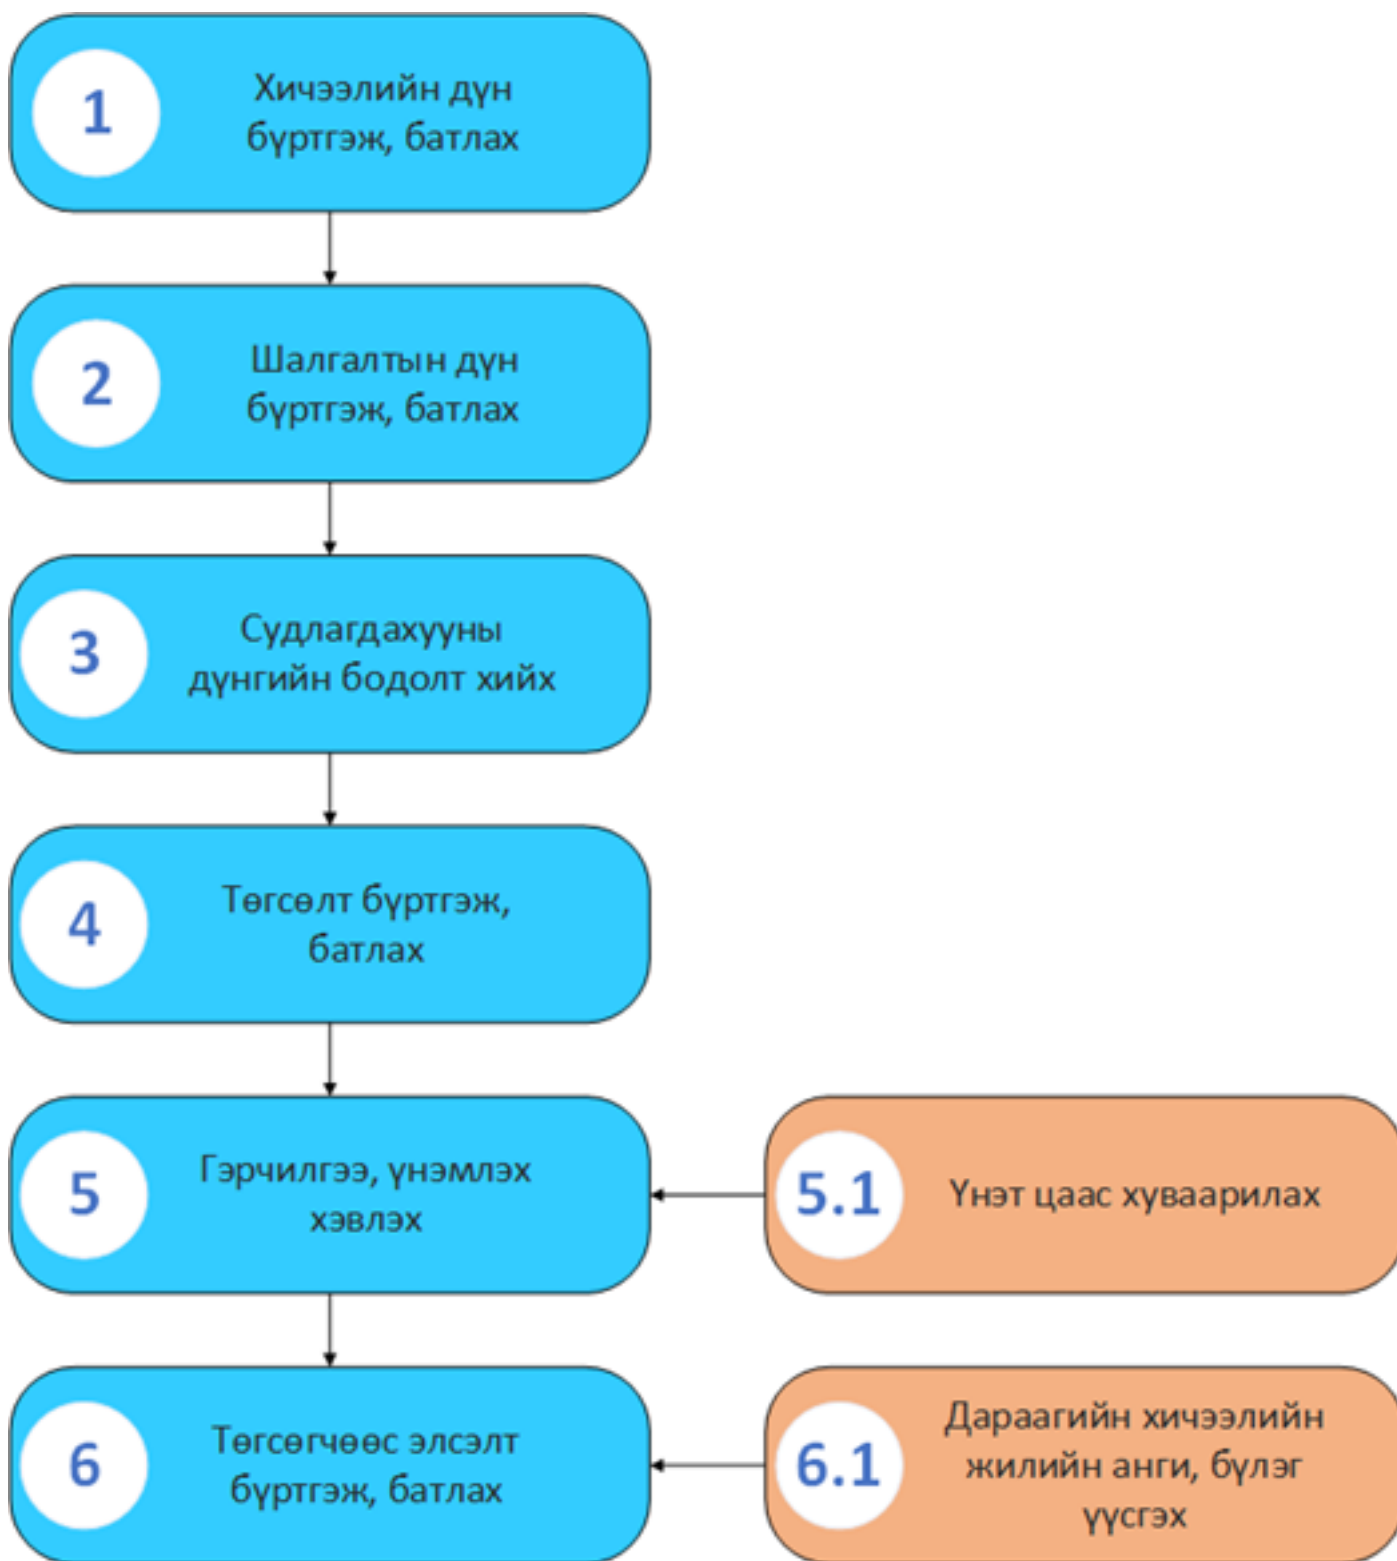 1
Хичээлийн дүн
бүртгэж, батлах
2
Шалгалтын дүн
бүртгэж, батлах
3
Судлагдахууны
дүнгийн бодолт хийх
4
Төгсөлт бүртгэж,
батлах
5
Гэрчилгээ, үнэмлэх
хэвлэх
5.1
Үнэт цаас хуваарилах
6
Төгсөгчөөс элсэлт
бүртгэж, батлах
6.1
Дараагийн хичээлийн
жилийн анги, бүлэг
үүсгэх